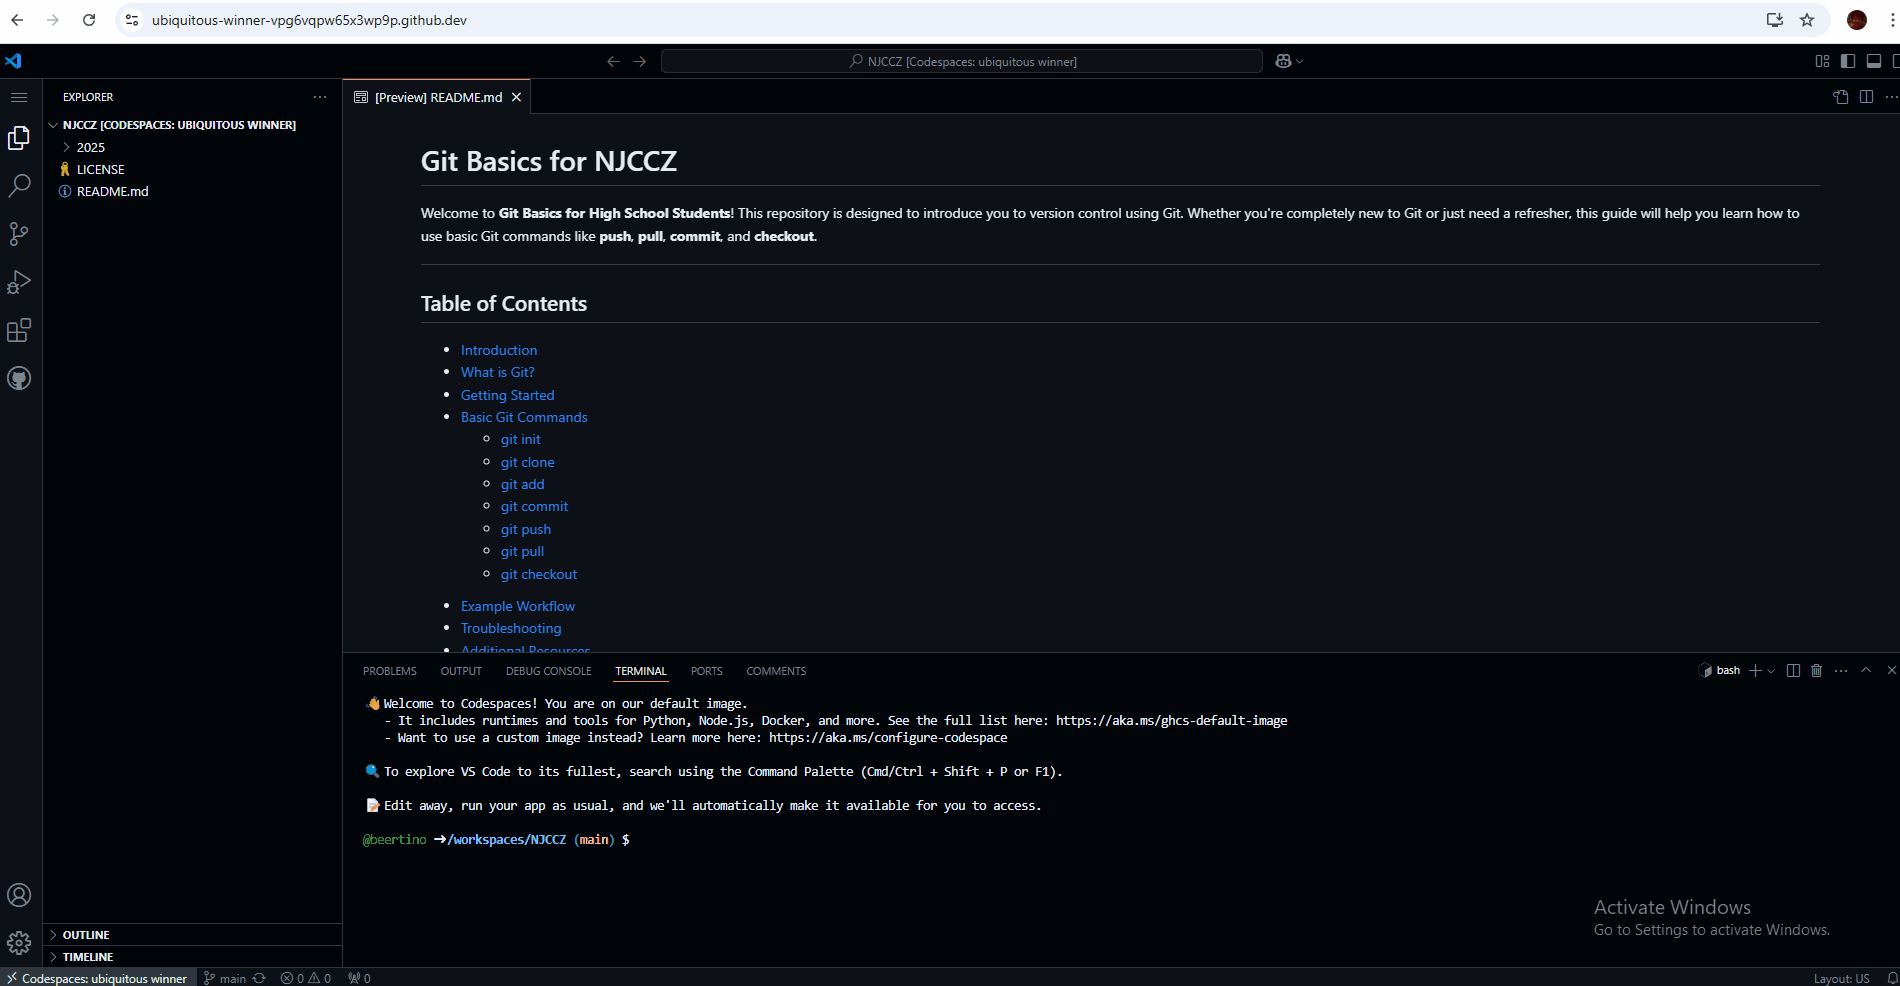 ubiquitous-winner-vpg6vqpw65x3wp9p.github.dev
NJCCZ [Codespaces: ubiquitous winner]
EXPLORER
NJCCZ [CODESPACES: UBIQUITOUS WINNER]
2025
LICENSE
README.md
[Preview] README.md
Git Basics for NJCCZ
Welcome to Git Basics for High School Students! This repository is designed to introduce you to version control using Git. Whether you're completely new to Git or just need a refresher, this guide will help you learn how to
use basic Git commands like push, pull, commit, and checkout.
Table of Contents
Introduction
What is Git?
Getting Started
Basic Git Commands
git init
git clone
git add
git commit
git push
git pull
git checkout
Example Workflow
Troubleshooting
Additional Resources
PROBLEMS OUTPUT DEBUG CONSOLE TERMINAL PORTS COMMENTS
bash
👋 Welcome to Codespaces! You are on our default image.
- It includes runtimes and tools for Python, Node.js, Docker, and more. See the full list here: https://aka.ms/ghcs-default-image
- Want to use a custom image instead? Learn more here: https://aka.ms/configure-codespace
🔍 To explore VS Code to its fullest, search using the Command Palette (Cmd/Ctrl + Shift + P or F1).
📝 Edit away, run your app as usual, and we'll automatically make it available for you to access.
@beertino ➜ /workspaces/NJCCZ (main) $
OUTLINE
TIMELINE
Activate Windows
Go to Settings to activate Windows.
Codespaces: ubiquitous winner main 0 0 0
Layout: US